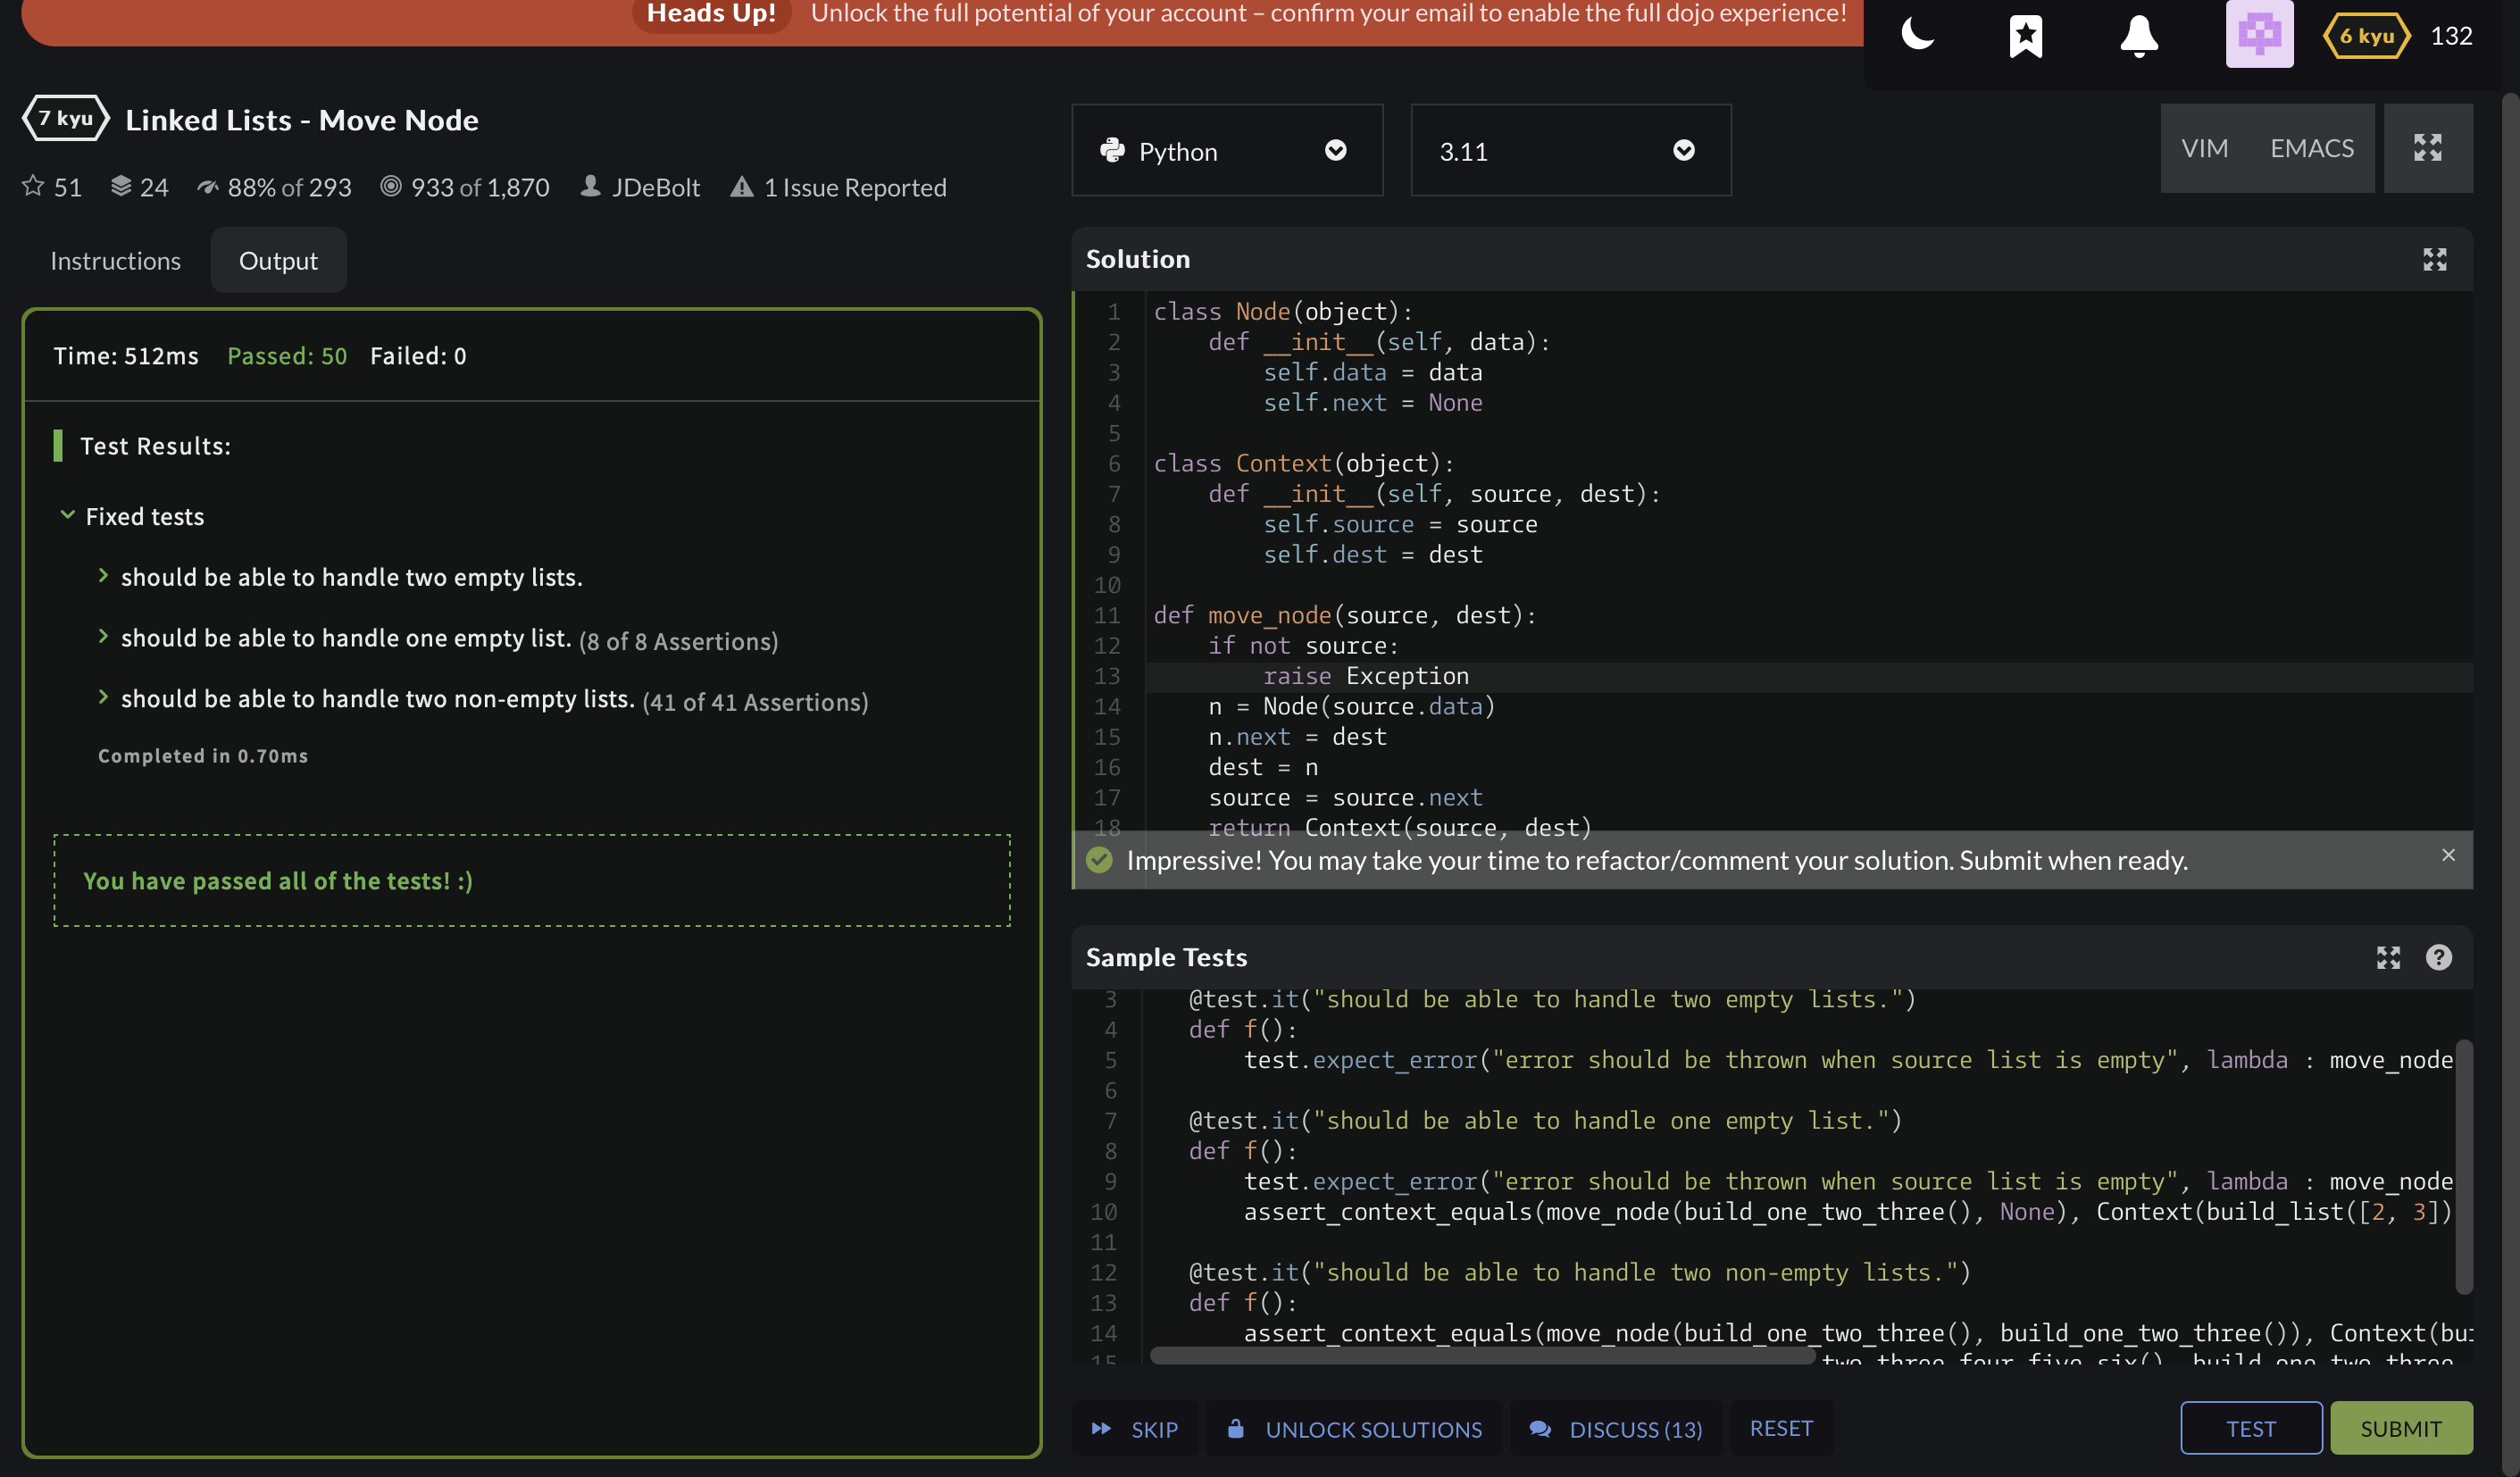 Heads Up! Unlock the full potential of your account – confirm your email to enable the full dojo experience!
6 kyu 132
7 kyu Linked Lists - Move Node
51 24 88% of 293 933 of 1,870 JDeBolt 1 Issue Reported
Instructions Output
Time: 512ms Passed: 50 Failed: 0
Test Results:
Fixed tests
should be able to handle two empty lists.
should be able to handle one empty list. (8 of 8 Assertions)
should be able to handle two non-empty lists. (41 of 41 Assertions)
Completed in 0.70ms
You have passed all of the tests! :)
Python 3.11 VIM EMACS
Solution
1 class Node(object):
2     def __init__(self, data):
3         self.data = data
4         self.next = None
5
6 class Context(object):
7     def __init__(self, source, dest):
8         self.source = source
9         self.dest = dest
10
11 def move_node(source, dest):
12     if not source:
13         raise Exception
14     n = Node(source.data)
15     n.next = dest
16     dest = n
17     source = source.next
18     return Context(source, dest)
Impressive! You may take your time to refactor/comment your solution. Submit when ready.
Sample Tests
3     @test.it("should be able to handle two empty lists.")
4     def f():
5         test.expect_error("error should be thrown when source list is empty", lambda : move_node
6
7     @test.it("should be able to handle one empty list.")
8     def f():
9         test.expect_error("error should be thrown when source list is empty", lambda : move_node
10         assert_context_equals(move_node(build_one_two_three(), None), Context(build_list([2, 3])
11
12     @test.it("should be able to handle two non-empty lists.")
13     def f():
14         assert_context_equals(move_node(build_one_two_three(), build_one_two_three()), Context(bui
15 two_three_four_five_six(), build_one_two_three
SKIP UNLOCK SOLUTIONS DISCUSS (13) RESET TEST SUBMIT